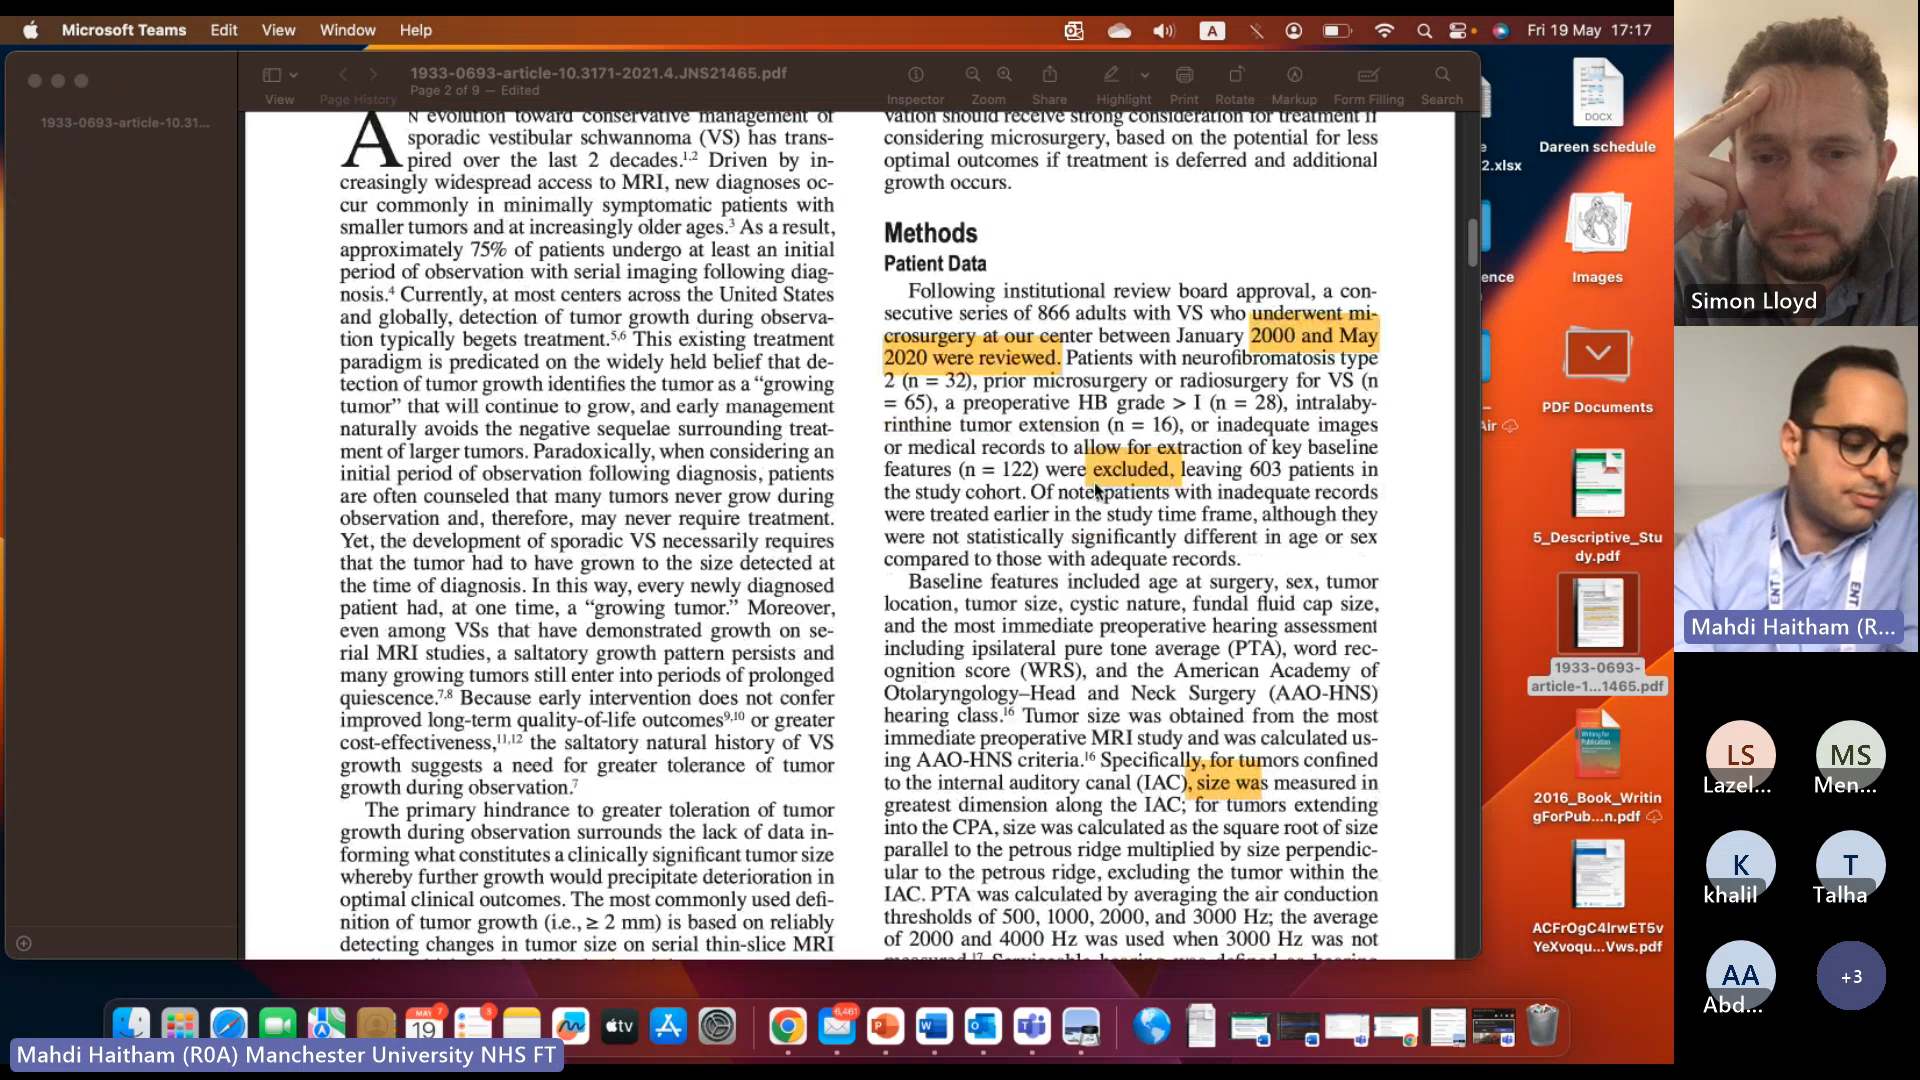 Microsoft Teams Edit View Window Help
A
Fri 19 May 17:17
1933-0693-article-10.3171-2021.4.JNS21465.pdf
Page 2 of 9 — Edited
View
Page History
Inspector
Zoom
Share
Highlight
Print
Rotate
Markup
Form Filling
Search
1933-0693-article-10.31...
AN evolution toward conservative management of
sporadic vestibular schwannoma (VS) has trans-
pired over the last 2 decades.1,2 Driven by in-
creasingly widespread access to MRI, new diagnoses oc-
cur commonly in minimally symptomatic patients with
smaller tumors and at increasingly older ages.3 As a result,
approximately 75% of patients undergo at least an initial
period of observation with serial imaging following diag-
nosis.4 Currently, at most centers across the United States
and globally, detection of tumor growth during observa-
tion typically begets treatment.5,6 This existing treatment
paradigm is predicated on the widely held belief that de-
tection of tumor growth identifies the tumor as a “growing
tumor” that will continue to grow, and early management
naturally avoids the negative sequelae surrounding treat-
ment of larger tumors. Paradoxically, when considering an
initial period of observation following diagnosis, patients
are often counseled that many tumors never grow during
observation and, therefore, may never require treatment.
Yet, the development of sporadic VS necessarily requires
that the tumor had to have grown to the size detected at
the time of diagnosis. In this way, every newly diagnosed
patient had, at one time, a “growing tumor.” Moreover,
even among VSs that have demonstrated growth on se-
rial MRI studies, a saltatory growth pattern persists and
many growing tumors still enter into periods of prolonged
quiescence.7,8 Because early intervention does not confer
improved long-term quality-of-life outcomes9,10 or greater
cost-effectiveness,11,12 the saltatory natural history of VS
growth suggests a need for greater tolerance of tumor
growth during observation.7
The primary hindrance to greater toleration of tumor
growth during observation surrounds the lack of data in-
forming what constitutes a clinically significant tumor size
whereby further growth would precipitate deterioration in
optimal clinical outcomes. The most commonly used defi-
nition of tumor growth (i.e., ≥ 2 mm) is based on reliably
detecting changes in tumor size on serial thin-slice MRI
vation should receive strong consideration for treatment if
considering microsurgery, based on the potential for less
optimal outcomes if treatment is deferred and additional
growth occurs.
Methods
Patient Data
Following institutional review board approval, a con-
secutive series of 866 adults with VS who underwent mi-
crosurgery at our center between January 2000 and May
2020 were reviewed. Patients with neurofibromatosis type
2 (n = 32), prior microsurgery or radiosurgery for VS (n
= 65), a preoperative HB grade > I (n = 28), intralaby-
rinthine tumor extension (n = 16), or inadequate images
or medical records to allow for extraction of key baseline
features (n = 122) were excluded, leaving 603 patients in
the study cohort. Of note, patients with inadequate records
were treated earlier in the study time frame, although they
were not statistically significantly different in age or sex
compared to those with adequate records.
Baseline features included age at surgery, sex, tumor
location, tumor size, cystic nature, fundal fluid cap size,
and the most immediate preoperative hearing assessment
including ipsilateral pure tone average (PTA), word rec-
ognition score (WRS), and the American Academy of
Otolaryngology–Head and Neck Surgery (AAO-HNS)
hearing class.16 Tumor size was obtained from the most
immediate preoperative MRI study and was calculated us-
ing AAO-HNS criteria.16 Specifically, for tumors confined
to the internal auditory canal (IAC), size was measured in
greatest dimension along the IAC; for tumors extending
into the CPA, size was calculated as the square root of size
parallel to the petrous ridge multiplied by size perpendic-
ular to the petrous ridge, excluding the tumor within the
IAC. PTA was calculated by averaging the air conduction
thresholds of 500, 1000, 2000, and 3000 Hz; the average
of 2000 and 4000 Hz was used when 3000 Hz was not
measured.17 Serviceable hearing was defined as hearing
2.xlsx
ence
Air
DOCX
Dareen schedule
Images
PDF Documents
5_Descriptive_Stu
dy.pdf
1933-0693-
article-1...1465.pdf
Writing for
Publication
2016_Book_Writin
gForPub...n.pdf
ACFrOgC4IrwET5v
YeXvoqu...Vws.pdf
MAY
19
7
3
tv
6,461
Mahdi Haitham (R0A) Manchester University NHS FT
Simon Lloyd
ENT
ENT
Mahdi Haitham (R...
LS
Lazel...
MS
Men...
K
khalil
T
Talha
AA
Abd...
+3